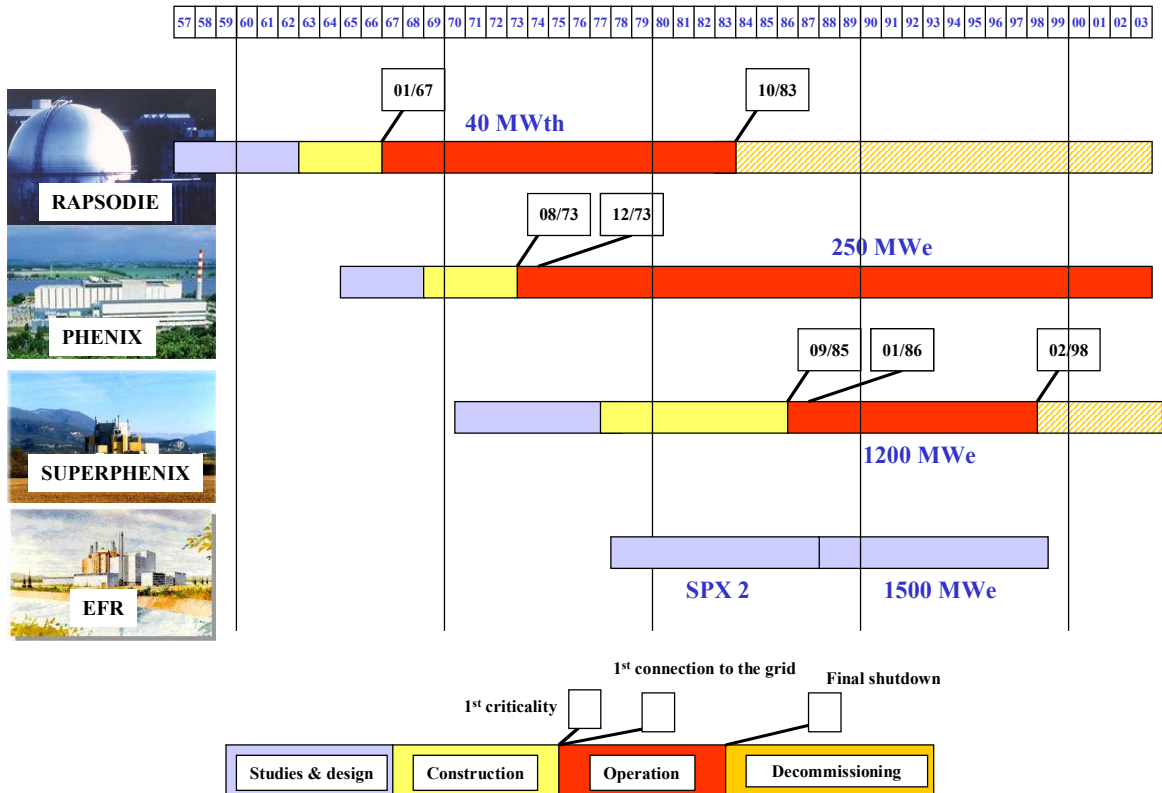 57 58 59 60 61 62 63 64 65 66 67 68 69 70 71 72 73 74 75 76 77 78 79 80 81 82 83 84 85 86 87 88 89 90 91 92 93 94 95 96 97 98 99 00 01 02 03
01/67
10/83
40 MWth
RAPSODIE
08/73
12/73
250 MWe
PHENIX
09/85
01/86
02/98
1200 MWe
SUPERPHENIX
SPX 2
1500 MWe
EFR
1st connection to the grid
Final shutdown
1st criticality
Studies & design
Construction
Operation
Decommissioning